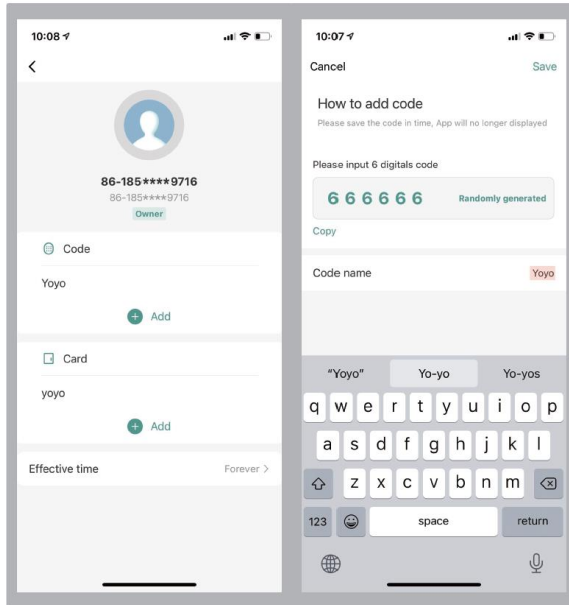 10:08
86-185****9716
86-185****9716
Owner
Code
Yoyo
Add
Card
yoyo
Add
Effective time Forever >
10:07
Cancel Save
How to add code
Please save the code in time, App will no longer displayed
Please input 6 digitals code
666666 Randomly generated
Copy
Code name Yoyo
“Yoyo” Yo-yo Yo-yos
q w e r t y u i o p
a s d f g h j k l
z x c v b n m
123 space return